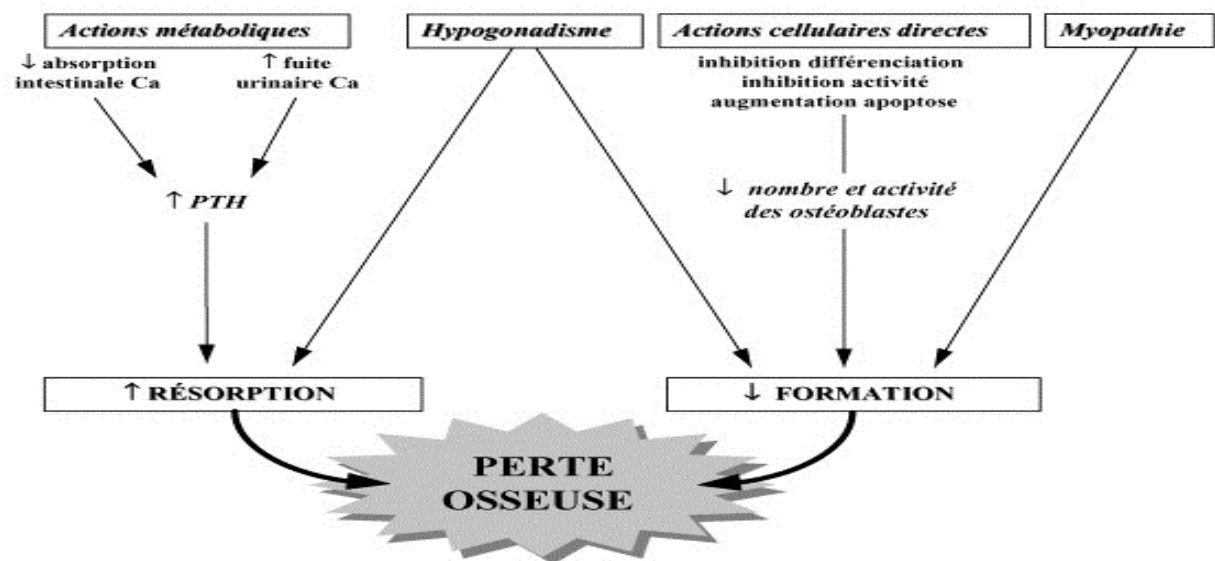 Actions métaboliques
Hypogonadisme
Actions cellulaires directes
Myopathie
↓ absorption
intestinale Ca
↑ fuite
urinaire Ca
inhibition différenciation
inhibition activité
augmentation apoptose
↑ PTH
↓ nombre et activité
des ostéoblastes
↑ RÉSORPTION
↓ FORMATION
PERTE
OSSEUSE